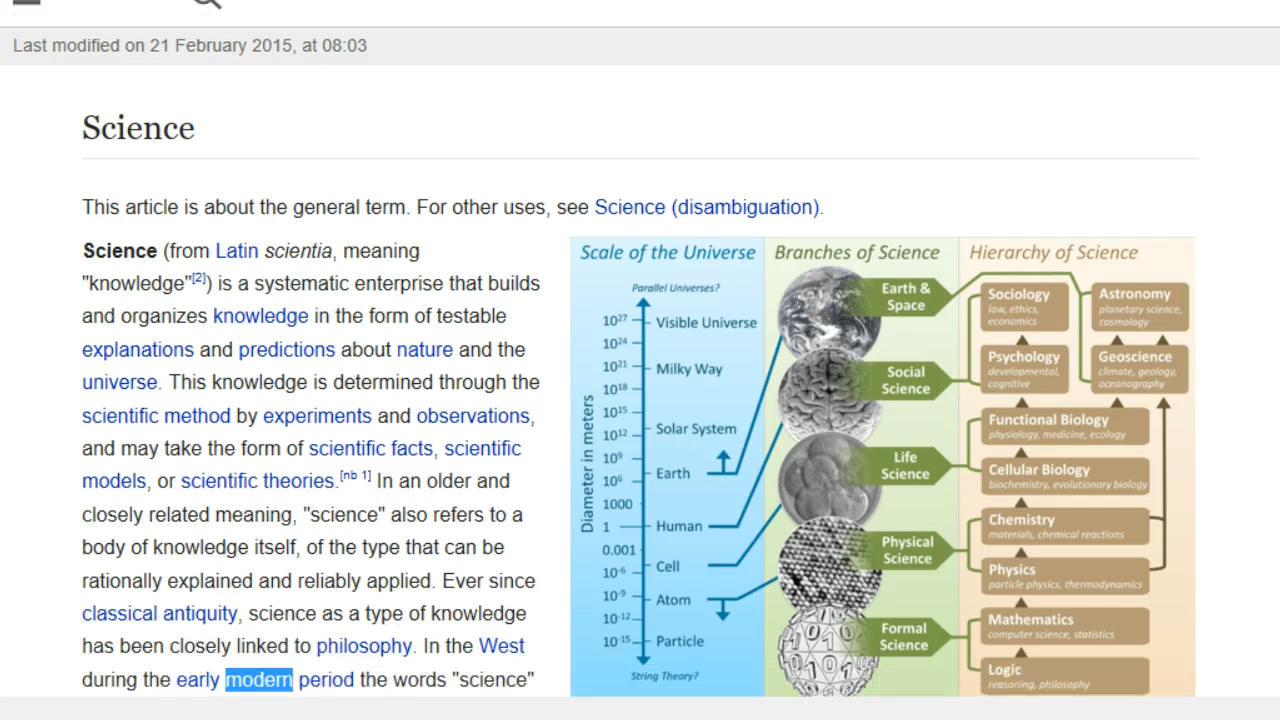 Last modified on 21 February 2015, at 08:03
Science
This article is about the general term. For other uses, see Science (disambiguation).
Science (from Latin scientia, meaning
"knowledge"[2]) is a systematic enterprise that builds
and organizes knowledge in the form of testable
explanations and predictions about nature and the
universe. This knowledge is determined through the
scientific method by experiments and observations,
and may take the form of scientific facts, scientific
models, or scientific theories.[nb 1] In an older and
closely related meaning, "science" also refers to a
body of knowledge itself, of the type that can be
rationally explained and reliably applied. Ever since
classical antiquity, science as a type of knowledge
has been closely linked to philosophy. In the West
during the early modern period the words "science"
Scale of the Universe
Parallel Universes?
Diameter in meters
10²⁷
Visible Universe
10²⁴
10²¹
Milky Way
10¹⁸
10¹⁵
10¹²
Solar System
10⁹
10⁶
Earth
1000
1
Human
0.001
10⁻⁶
Cell
10⁻⁹
Atom
10⁻¹²
10⁻¹⁵
Particle
String Theory?
Branches of Science
Earth &
Space
Social
Science
Life
Science
Physical
Science
Formal
Science
Hierarchy of Science
Sociology
law, ethics,
economics
Astronomy
planetary science,
cosmology
Psychology
developmental,
cognitive
Geoscience
climate, geology,
oceanography
Functional Biology
physiology, medicine, ecology
Cellular Biology
biochemistry, evolutionary biology
Chemistry
materials, chemical reactions
Physics
particle physics, thermodynamics
Mathematics
computer science, statistics
Logic
reasoning, philosophy